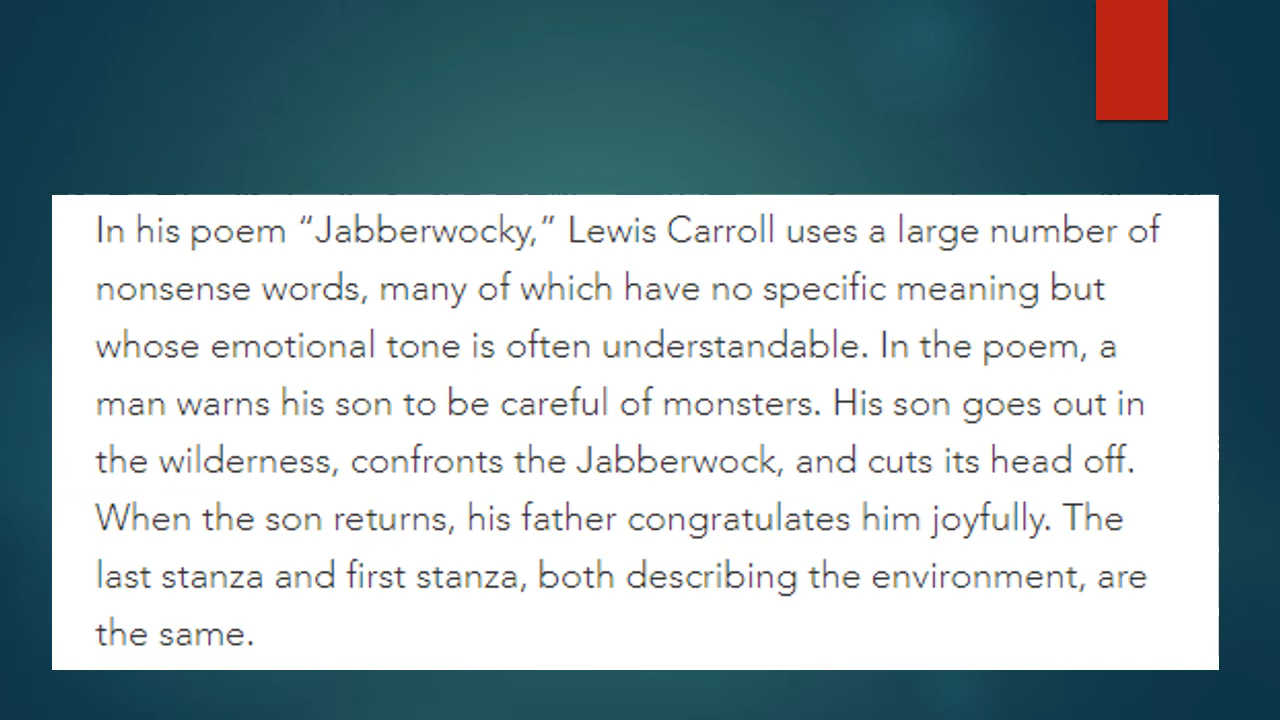 In his poem “Jabberwocky,” Lewis Carroll uses a large number of
nonsense words, many of which have no specific meaning but
whose emotional tone is often understandable. In the poem, a
man warns his son to be careful of monsters. His son goes out in
the wilderness, confronts the Jabberwock, and cuts its head off.
When the son returns, his father congratulates him joyfully. The
last stanza and first stanza, both describing the environment, are
the same.